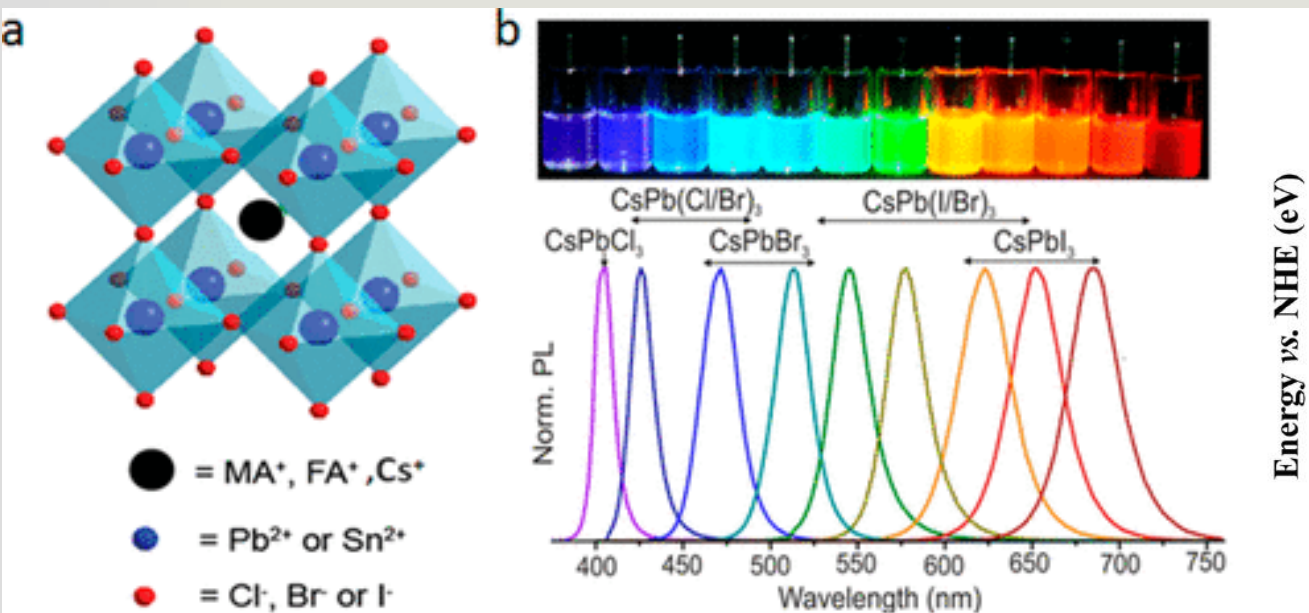 a
= MA⁺, FA⁺ ,Cs⁺
= Pb²⁺ or Sn²⁺
= Cl⁻, Br⁻ or I⁻
b
CsPb(Cl/Br)₃
CsPb(I/Br)₃
CsPbCl₃
CsPbBr₃
CsPbI₃
Norm. PL
400 450 500 550 600 650 700 750
Wavelength (nm)
Energy vs. NHE (eV)